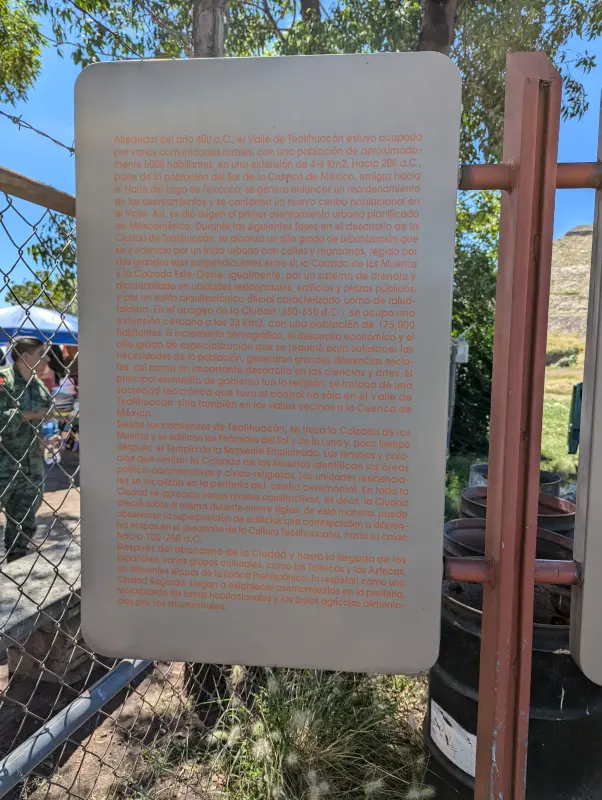 Alrededor del año 400 a.C., el Valle de Teotihuacán estuvo ocupado
por varias comunidades rurales, con una población de aproximada-
mente 5000 habitantes, en una extensión de 4-6 Km2. Hacia 200 a.C.,
parte de la población del Sur de la Cuenca de México, emigra hacia
el Norte del Lago de Texcoco; se genera entonces un reordenamiento
en los asentamientos y se conforma un nuevo centro poblacional en
el Valle. Así, se dió origen al primer asentamiento urbano planificado
en Mesoamérica. Durante las siguientes fases en el desarrollo de la
Ciudad de Teotihuacán, se alcanza un alto grado de urbanización que
se evidencia por un trazo urbano con calles y manzanas, regido por
dos grandes ejes perpendiculares entre sí: la Calzada de los Muertos
y la Calzada Este-Oeste; igualmente, por un sistema de drenaje y
alcantarillado en unidades residenciales, edificios y plazas públicas,
y por un estilo arquitectónico oficial caracterizado como de talud-
tablero. En el apogeo de la Ciudad (450-650 d.C.), se ocupa una
extensión cercana a los 23 Km2, con una población de 175,000
habitantes. El incremento demográfico, el desarrollo económico y el
alto grado de especialización que se requirió para satisfacer las
necesidades de la población, generaron grandes diferencias socia-
les, así como un importante desarrollo en las ciencias y artes. El
principal elemento de gobierno fue la religión; se trataba de una
sociedad teocrática que tuvo el control no sólo en el Valle de
Teotihuacán, sino también en los valles vecinos a la Cuenca de
México.
Desde los comienzos de Teotihuacán, se traza la Calzada de los
Muertos y se edifican las Pirámides del Sol y de la Luna y, poco tiempo
después, el Templo de la Serpiente Emplumada. Los templos y pala-
cios que limitan la Calzada de los Muertos identifican las áreas
político-administrativas y cívico-religiosas. Las unidades residencia-
les se localizan en la periferia del centro ceremonial. En toda la
Ciudad se aprecian varios niveles constructivos, es decir, la Ciudad
creció sobre sí misma durante nueve siglos; de esta manera, puede
observarse la superposición de edificios que corresponden a diferen-
tes etapas en el desarrollo de la Cultura Teotihuacana, hasta su caída
hacia 700-750 d.C.
Después del abandono de la Ciudad y hasta la llegada de los
Españoles, varios grupos culturales, como los Toltecas y los Aztecas,
en diferentes etapas de la Época Prehispánica, la respetan como una
Ciudad Sagrada. Llegan a establecer asentamientos en la periferia,
reocupando las zonas habitacionales y las áreas agrícolas alimenta-
das por los manantiales.